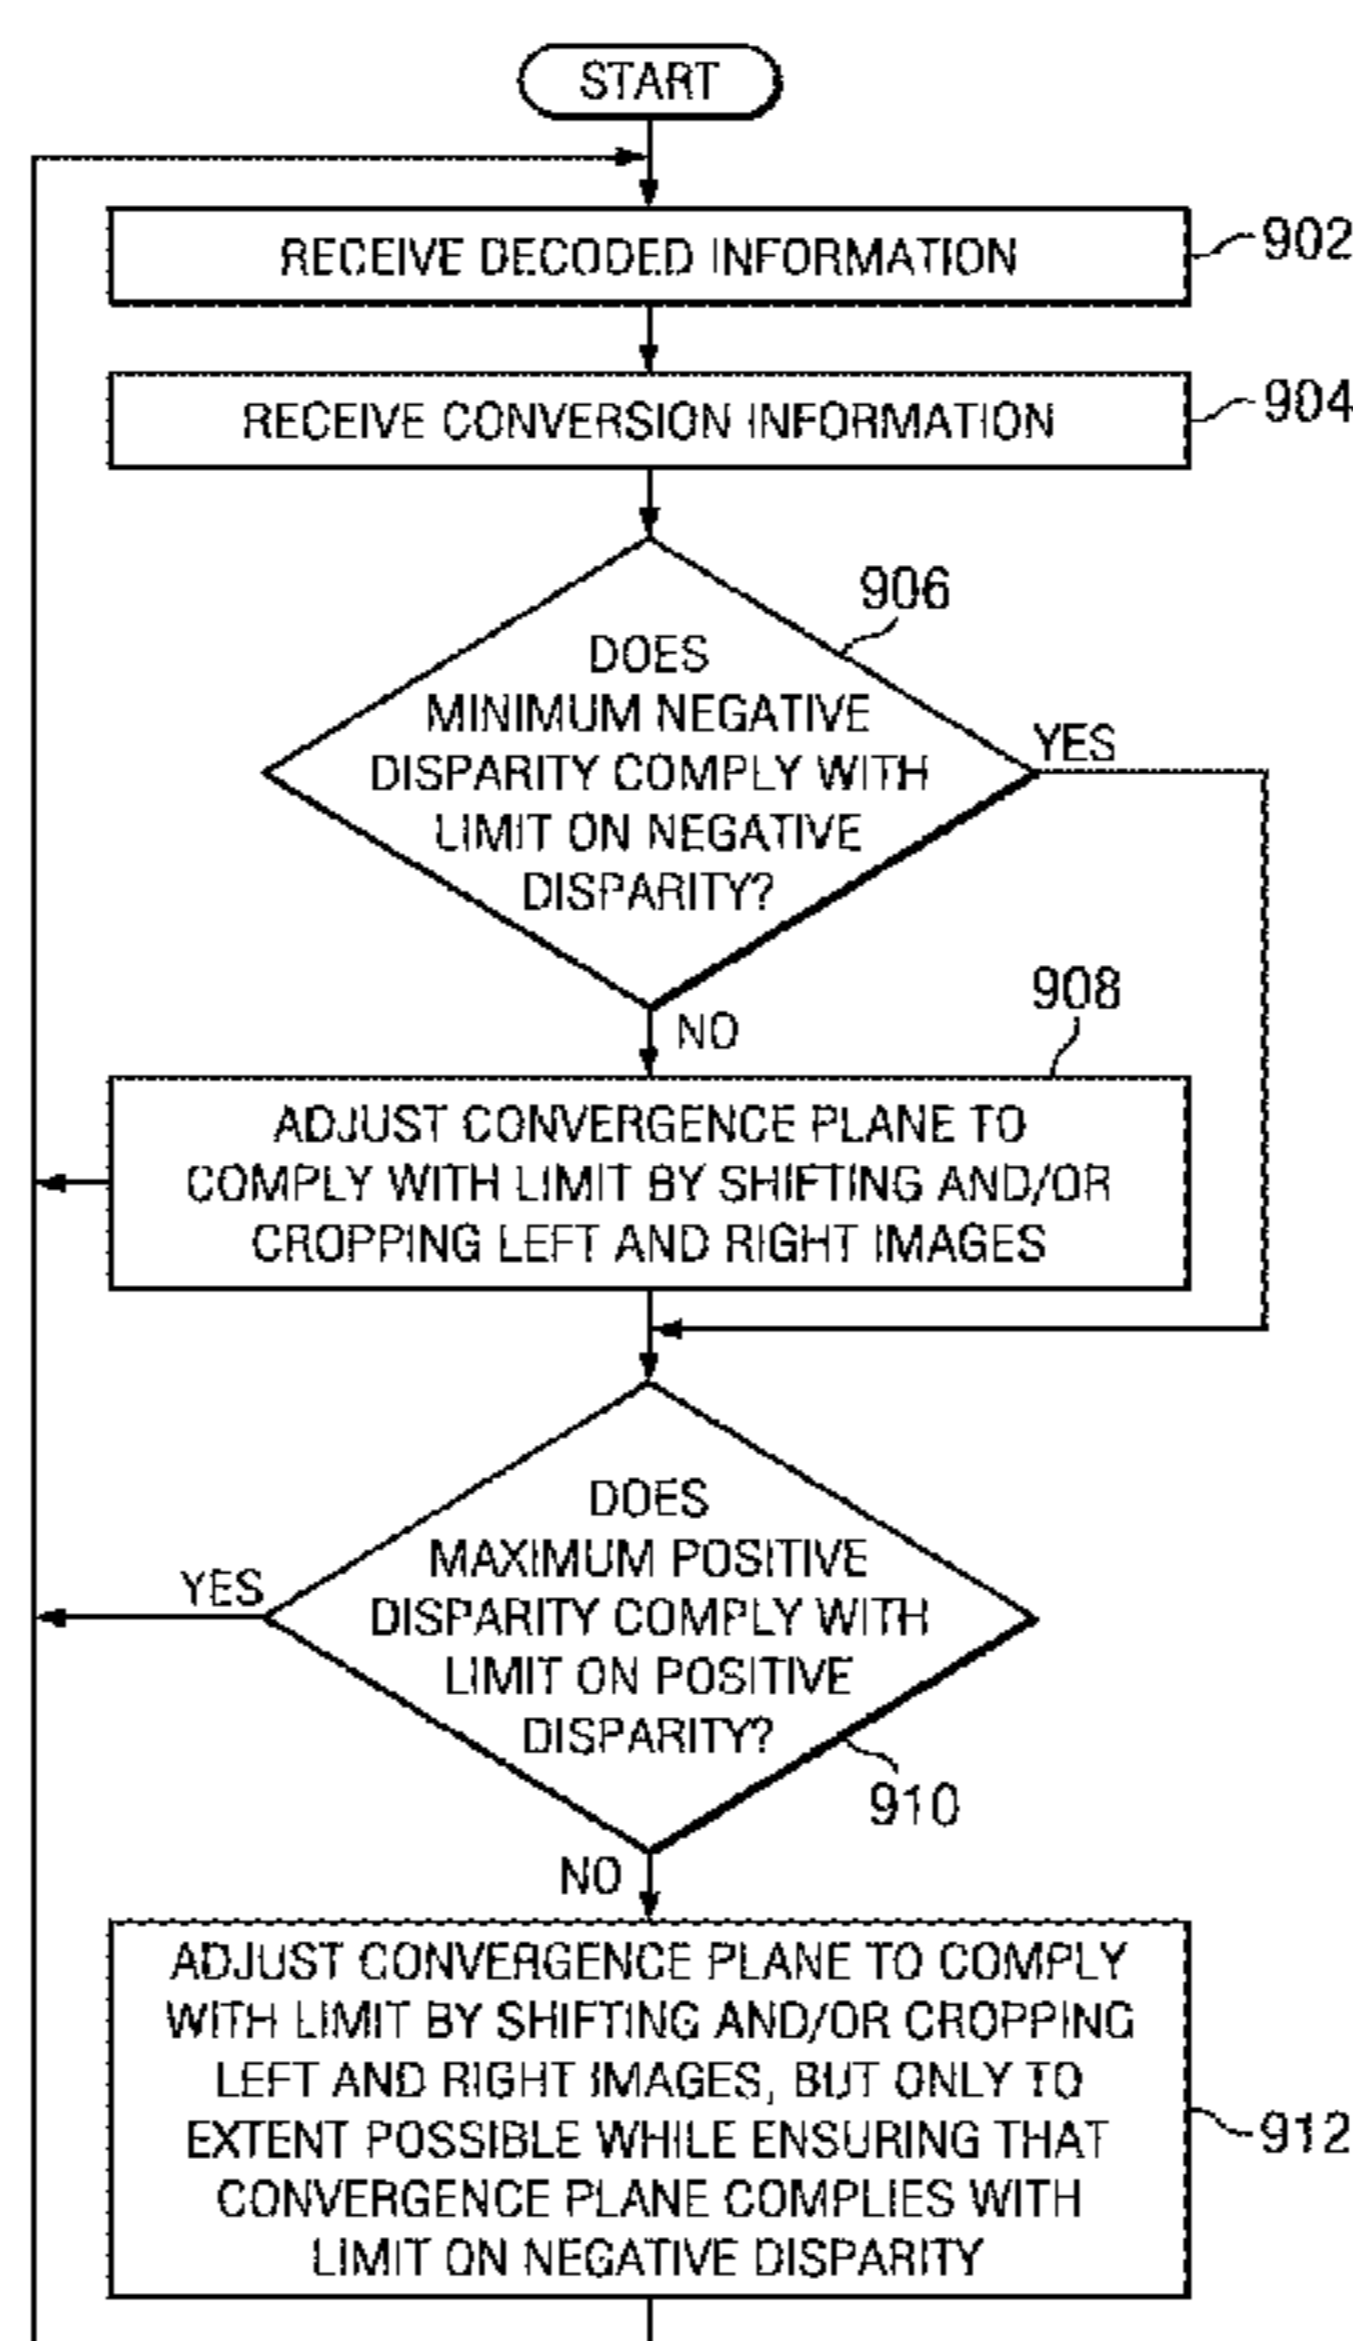 START
RECEIVE DECODED INFORMATION
902
RECEIVE CONVERSION INFORMATION
904
906
DOES
MINIMUM NEGATIVE
DISPARITY COMPLY WITH
LIMIT ON NEGATIVE
DISPARITY?
YES
NO
908
ADJUST CONVERGENCE PLANE TO
COMPLY WITH LIMIT BY SHIFTING AND/OR
CROPPING LEFT AND RIGHT IMAGES
DOES
MAXIMUM POSITIVE
DISPARITY COMPLY WITH
LIMIT ON POSITIVE
DISPARITY?
YES
910
NO
ADJUST CONVERGENCE PLANE TO COMPLY
WITH LIMIT BY SHIFTING AND/OR CROPPING
LEFT AND RIGHT IMAGES, BUT ONLY TO
EXTENT POSSIBLE WHILE ENSURING THAT
CONVERGENCE PLANE COMPLIES WITH
LIMIT ON NEGATIVE DISPARITY
912